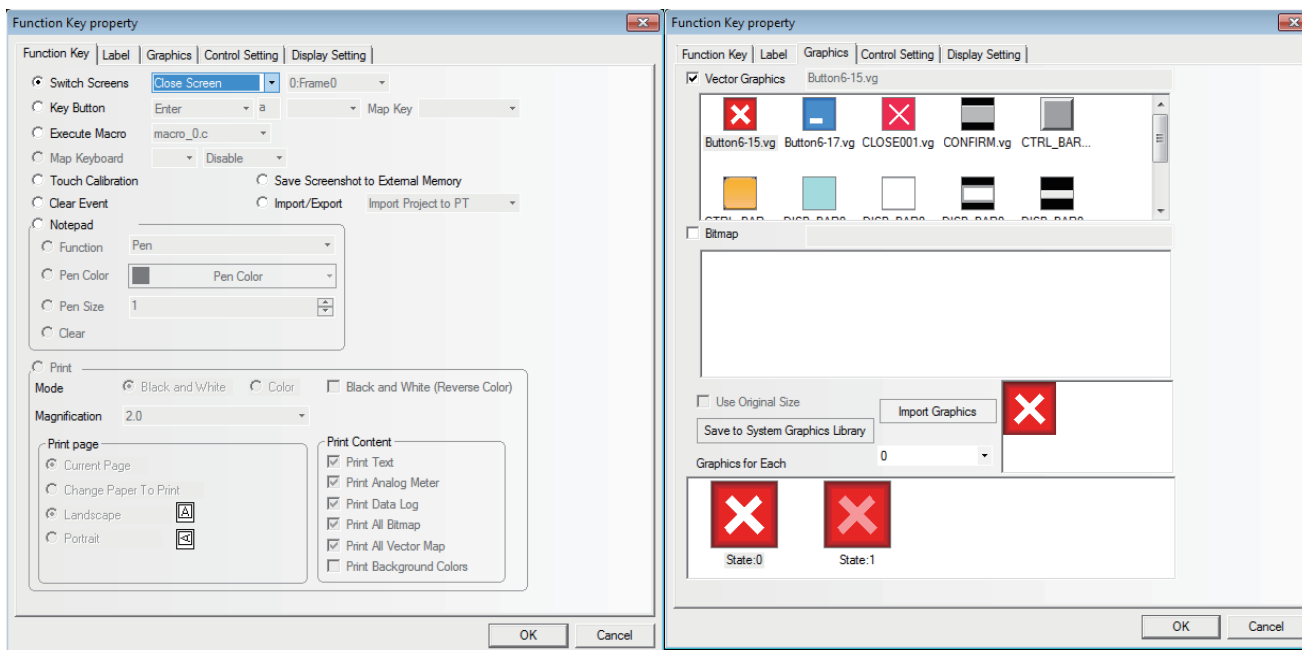 Function Key property
Function Key Label Graphics Control Setting Display Setting
Switch Screens Close Screen 0:Frame0
Key Button Enter a Map Key
Execute Macro macro_0.c
Map Keyboard Disable
Touch Calibration Save Screenshot to External Memory
Clear Event Import/Export Import Project to PT
Notepad
Function Pen
Pen Color Pen Color
Pen Size 1
Clear
Print
Mode Black and White Color Black and White (Reverse Color)
Magnification 2.0
Print page
Current Page
Change Paper To Print
Landscape A
Portrait A
Print Content
Print Text
Print Analog Meter
Print Data Log
Print All Bitmap
Print All Vector Map
Print Background Colors
OK Cancel
Function Key property
Function Key Label Graphics Control Setting Display Setting
Vector Graphics Button6-15.vg
Button6-15.vg Button6-17.vg CLOSE001.vg CONFIRM.vg CTRL_BAR...
Bitmap
Use Original Size
Import Graphics
Save to System Graphics Library
Graphics for Each 0
State:0 State:1
OK Cancel